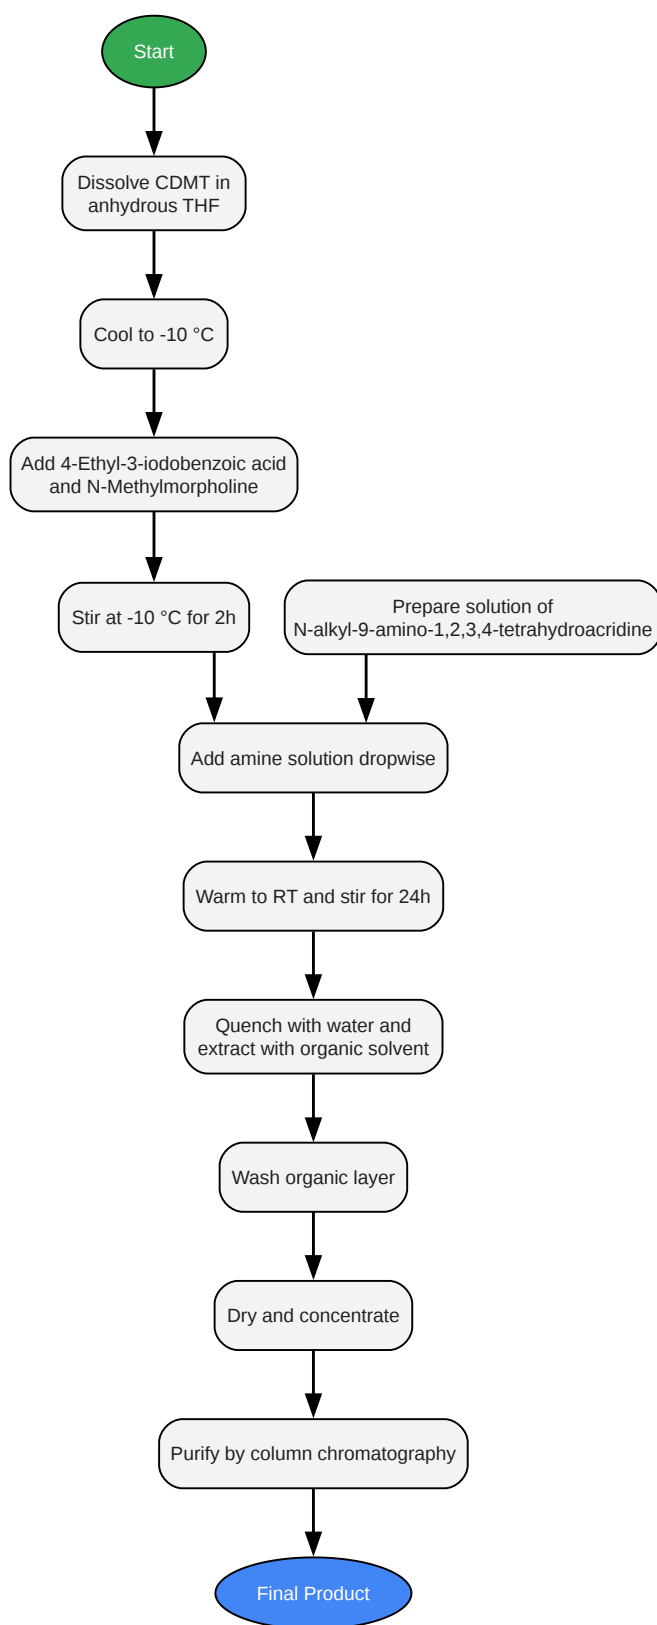 Start
Dissolve CDMT in
anhydrous THF
Cool to -10 °C
Add 4-Ethyl-3-iodobenzoic acid
and N-Methylmorpholine
Stir at -10 °C for 2h
Prepare solution of
N-alkyl-9-amino-1,2,3,4-tetrahydroacridine
Add amine solution dropwise
Warm to RT and stir for 24h
Quench with water and
extract with organic solvent
Wash organic layer
Dry and concentrate
Purify by column chromatography
Final Product